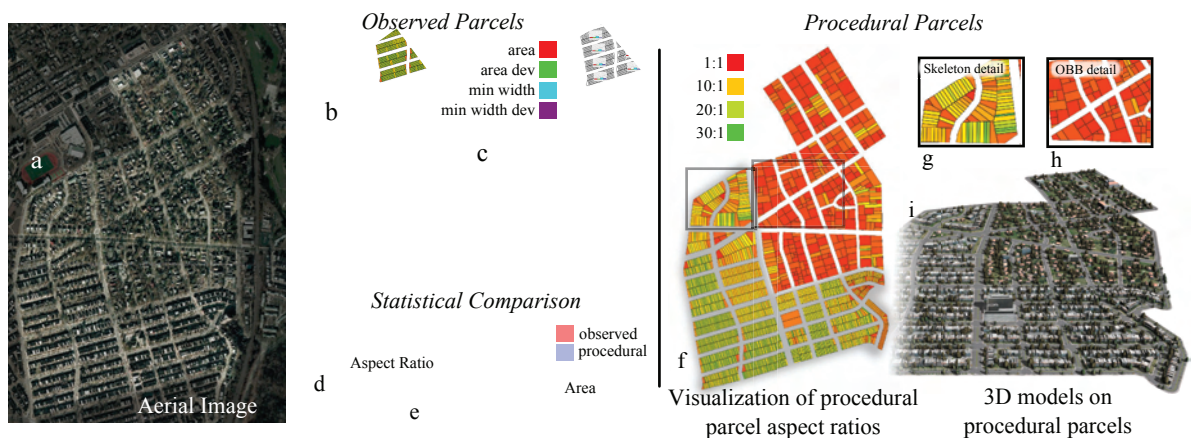 Observed Parcels
Procedural Parcels
area
area dev
min width
min width dev
1:1
10:1
20:1
30:1
Skeleton detail
OBB detail
a
b
c
g
h
i
Statistical Comparison
observed
procedural
Aspect Ratio
Area
d
e
f
Aerial Image
Visualization of procedural
parcel aspect ratios
3D models on
procedural parcels